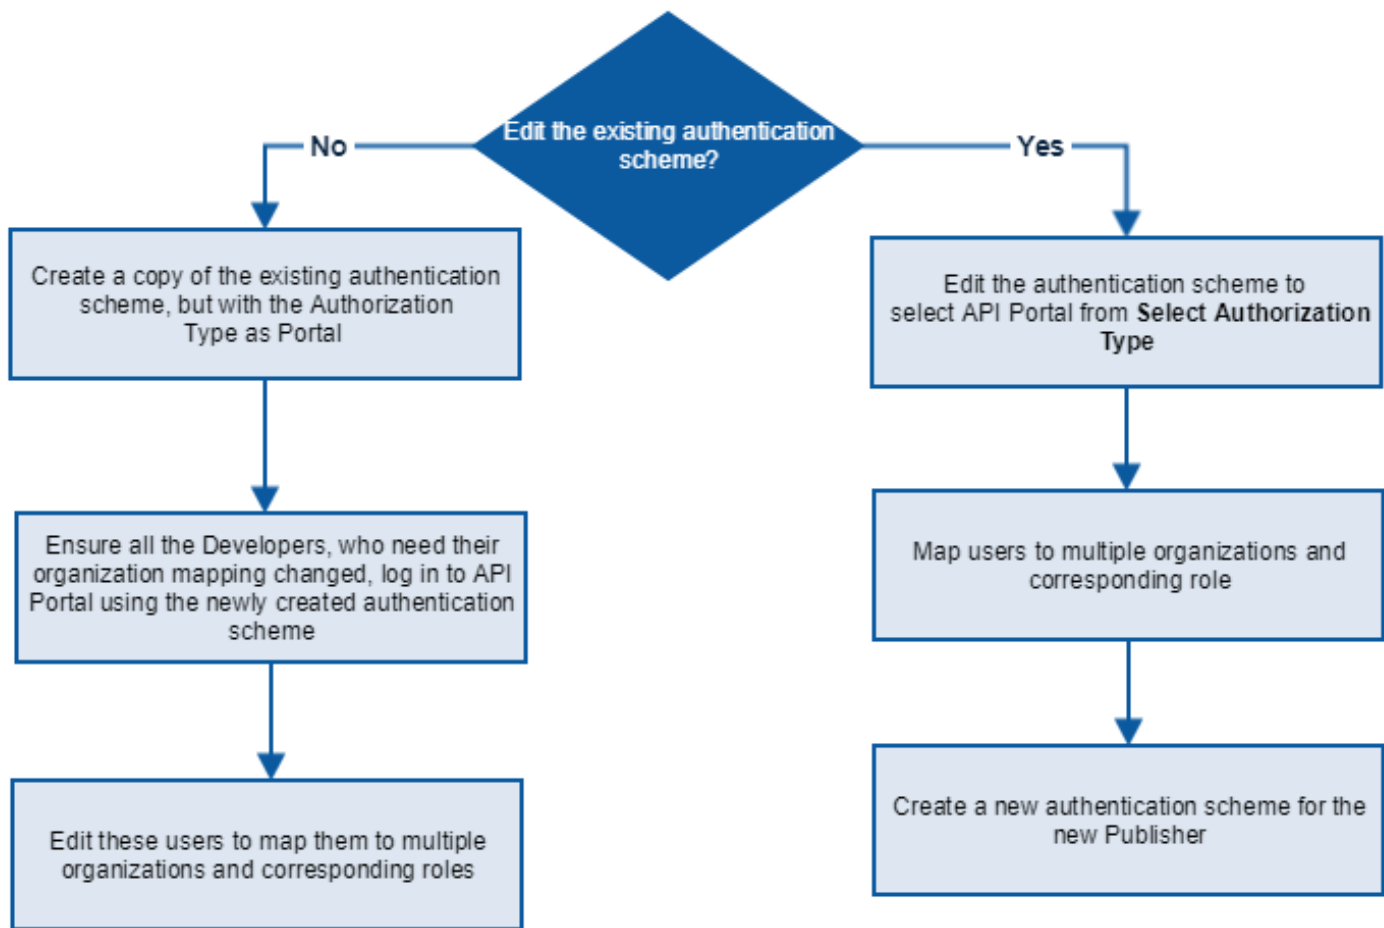 Edit the existing authentication
scheme?
No
Yes
Create a copy of the existing authentication
scheme, but with the Authorization
Type as Portal
Edit the authentication scheme to
select API Portal from Select Authorization
Type
Ensure all the Developers, who need their
organization mapping changed, log in to API
Portal using the newly created authentication
scheme
Map users to multiple organizations and
corresponding role
Edit these users to map them to multiple
organizations and corresponding roles
Create a new authentication scheme for the
new Publisher